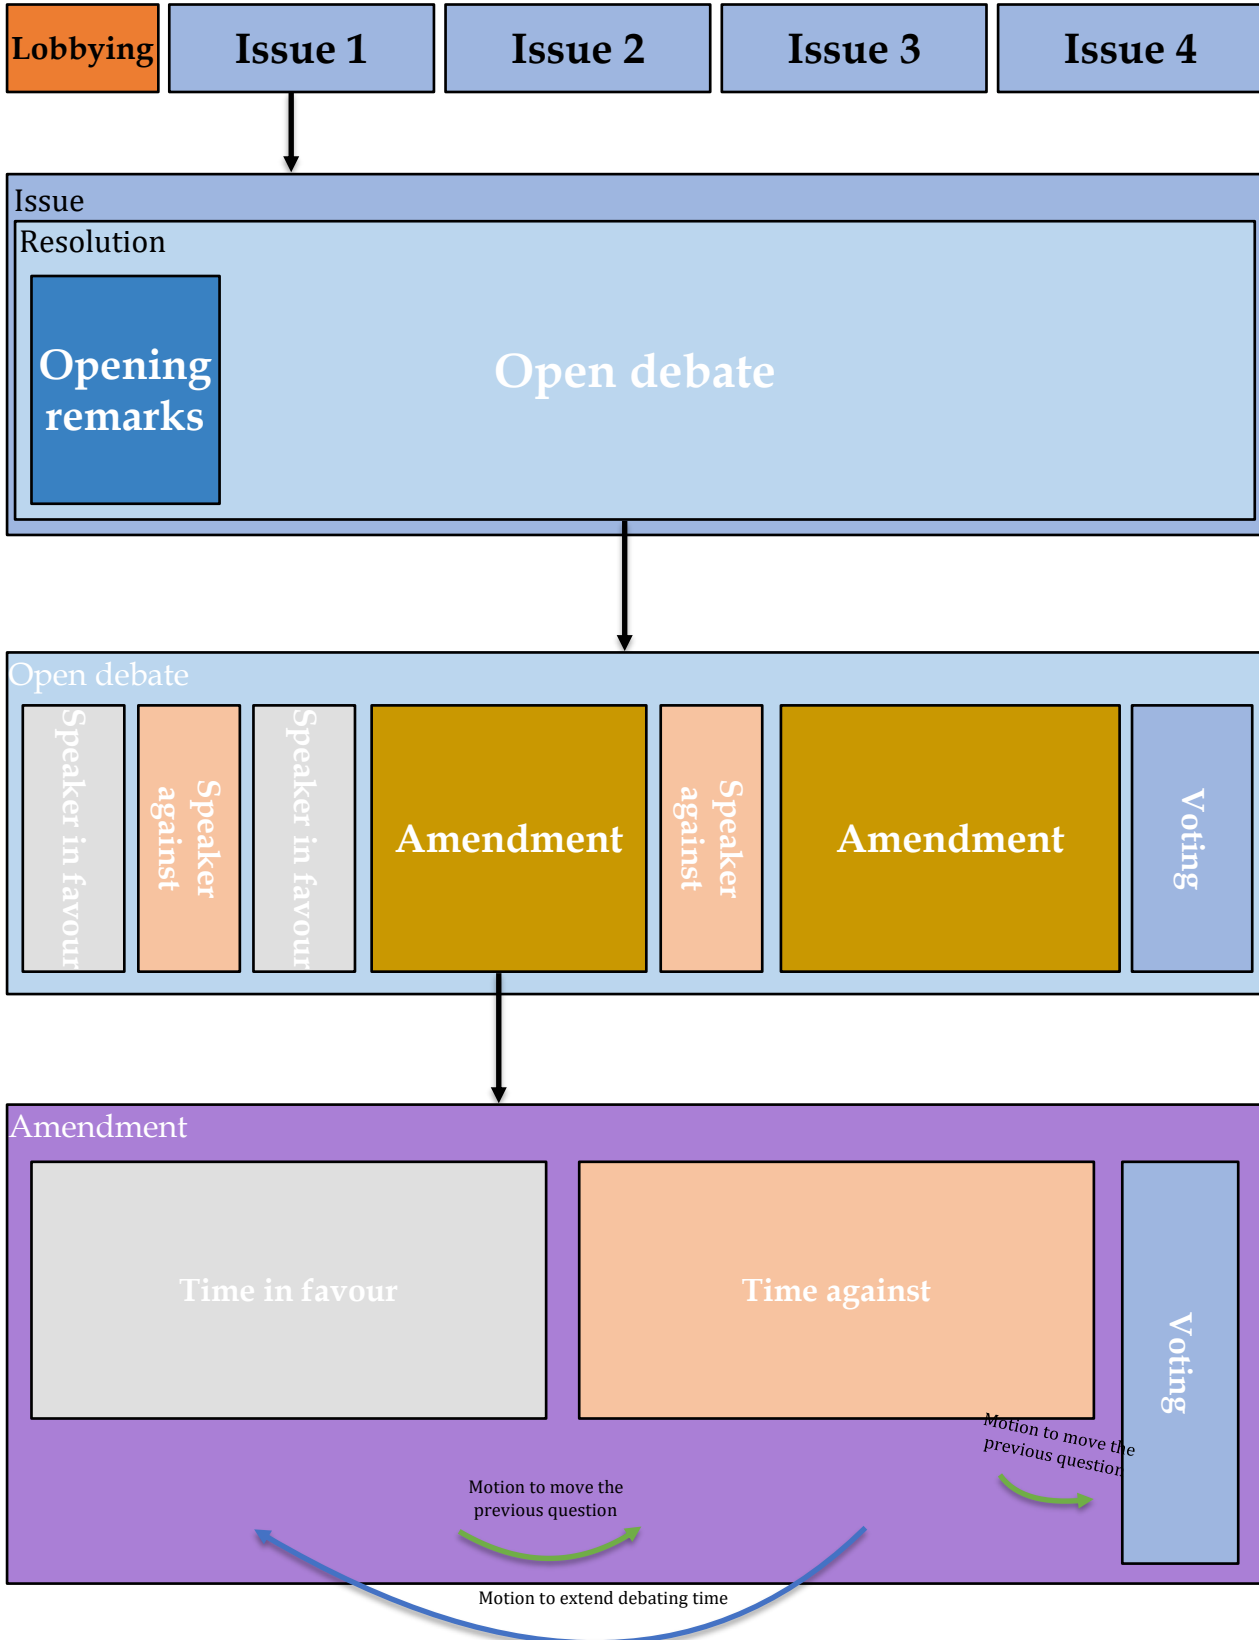 Lobbying
Issue 1
Issue 2
Issue 3
Issue 4
Issue
Resolution
Opening
remarks
Open debate
Open debate
Speaker in favour
Speaker
against
Speaker in favour
Amendment
Speaker
against
Amendment
Voting
Amendment
Time in favour
Time against
Voting
Motion to move the
previous question
Motion to move the
previous question
Motion to extend debating time